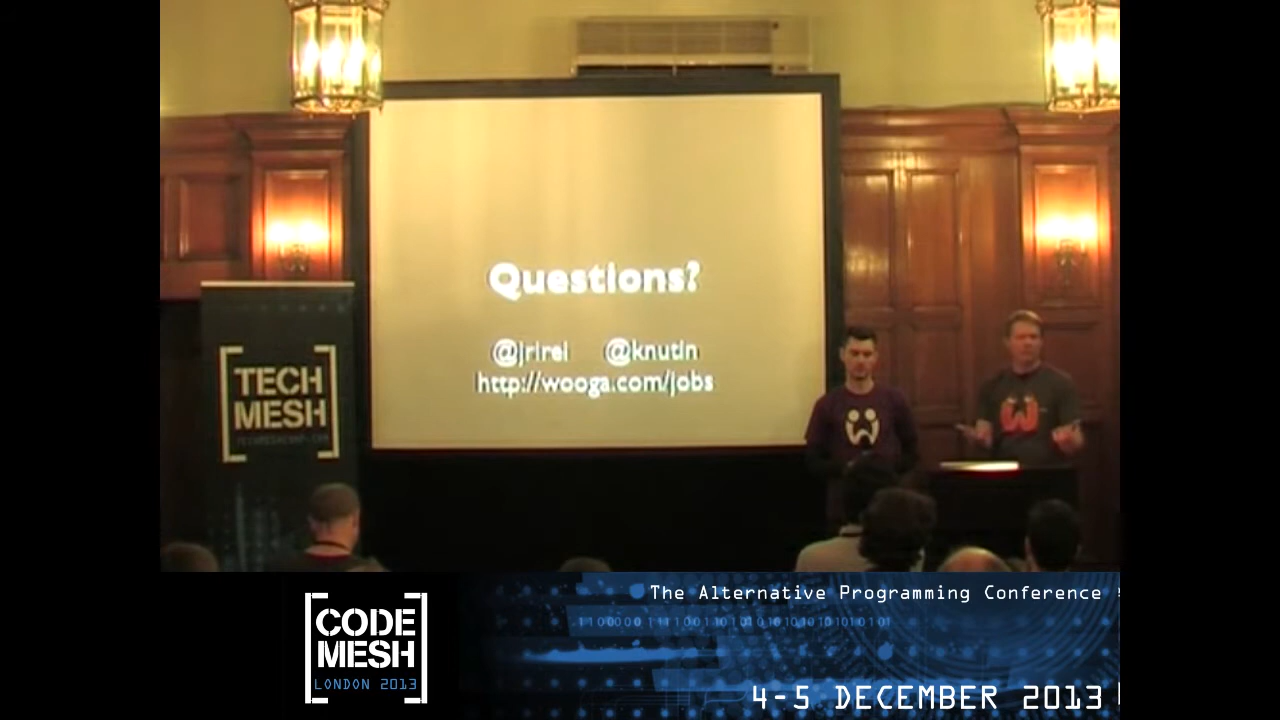 Questions?
@jrirei @knutin
http://wooga.com/jobs
TECH
MESH
CODE
MESH
LONDON 2013
The Alternative Programming Conference
4-5 DECEMBER 2013